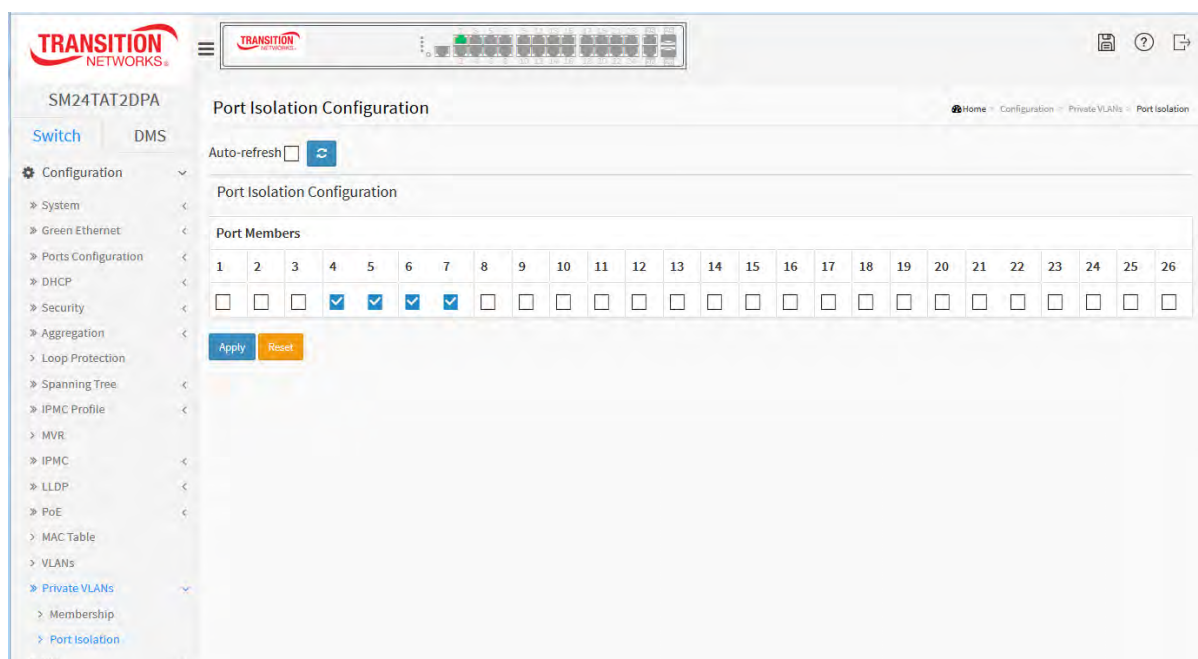 TRANSITION
NETWORKS®
TRANSITION
NETWORKS
SM24TAT2DPA
Switch DMS
Configuration
System
Green Ethernet
Ports Configuration
DHCP
Security
Aggregation
Loop Protection
Spanning Tree
IPMC Profile
MVR
IPMC
LLDP
PoE
MAC Table
VLANs
Private VLANs
Membership
Port Isolation
Port Isolation Configuration
Home > Configuration > Private VLANs > Port Isolation
Auto-refresh
Port Isolation Configuration
Port Members
1 2 3 4 5 6 7 8 9 10 11 12 13 14 15 16 17 18 19 20 21 22 23 24 25 26
Apply Reset